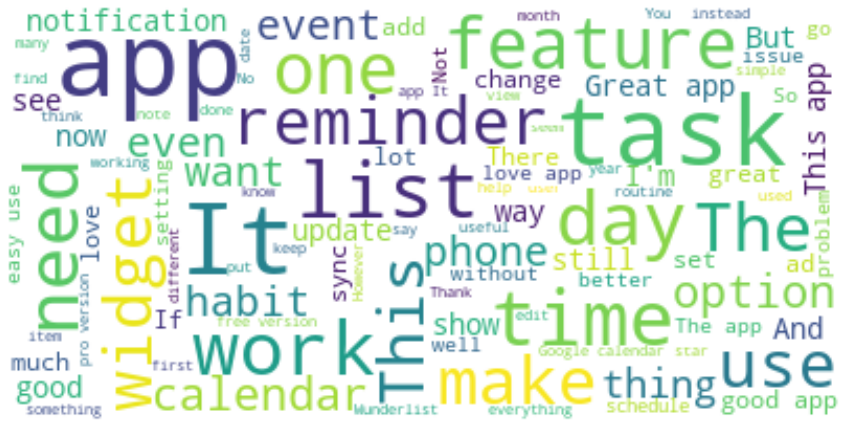 notification
event
add
month
You
instead
many
app
one
feature
But
go
date
find
No
Not
change
Great app
issue
simple
see
think
note
done
app
It
view
So
This app
now
even
reminder
seem
task
working
want
lot
There
love app
I'm
year
great
need
widget
setting
know
list
help
user
routine
used
easy use
love
It
update
say
useful
way
day
The
problem
different
put
keep
sync
However
phone
still
set
ad
without
better
option
pro version
If
habit
This
Thank
item
free version
show
time
edit
The app
And
much
first
work
well
Google calendar
star
use
good
calendar
make
thing
something
Wunderlist
everything
schedule
good app